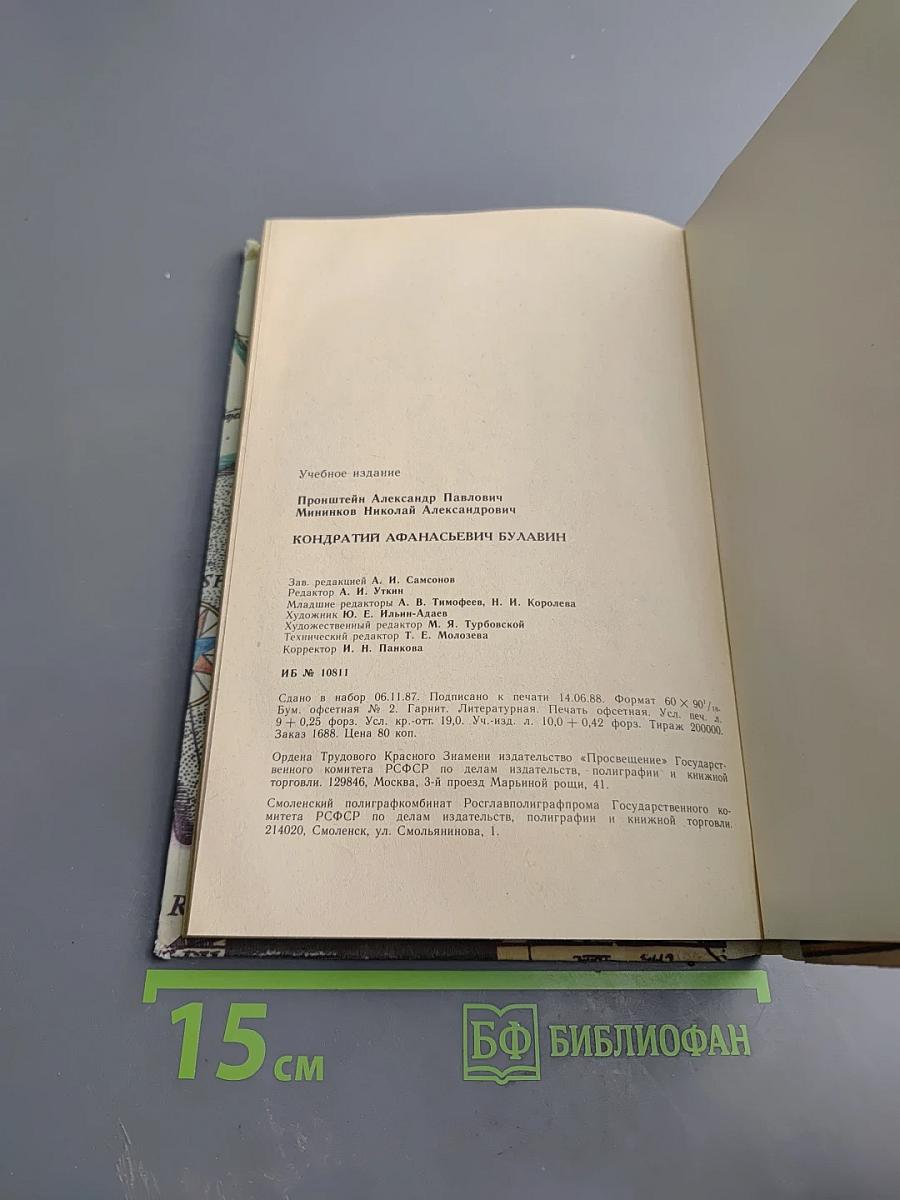 Учебное издание
Пронштейн Александр Павлович
Мининков Николай Александрович
КОНДРАТИЙ АФАНАСЬЕВИЧ БУЛАВИН
Зав. редакцией А. И. Самсонов
Редактор А. И. Уткин
Младшие редакторы А. В. Тимофеев, Н. И. Королева
Художник Ю. Е. Ильин-Адаев
Художественный редактор М. Я. Турбовской
Технический редактор Т. Е. Молозева
Корректор И. Н. Панкова
ИБ № 10811
Сдано в набор 06.11.87. Подписано к печати 14.06.88. Формат 60 × 90¹/₁₆.
Бум. офсетная № 2. Гарнит. Литературная. Печать офсетная. Усл. печ. л.
9 + 0,25 форз. Усл. кр.-отт. 19,0. Уч.-изд. л. 10,0 + 0,42 форз. Тираж 200000.
Заказ 1688. Цена 80 коп.
Ордена Трудового Красного Знамени издательство «Просвещение» Государст-
венного комитета РСФСР по делам издательств, полиграфии и книжной
торговли. 129846, Москва, 3-й проезд Марьиной рощи, 41.
Смоленский полиграфкомбинат Росглавполиграфпрома Государственного ко-
митета РСФСР по делам издательств, полиграфии и книжной торговли.
214020, Смоленск, ул. Смольянинова, 1.
15 см
БФ БИБЛИОФАН